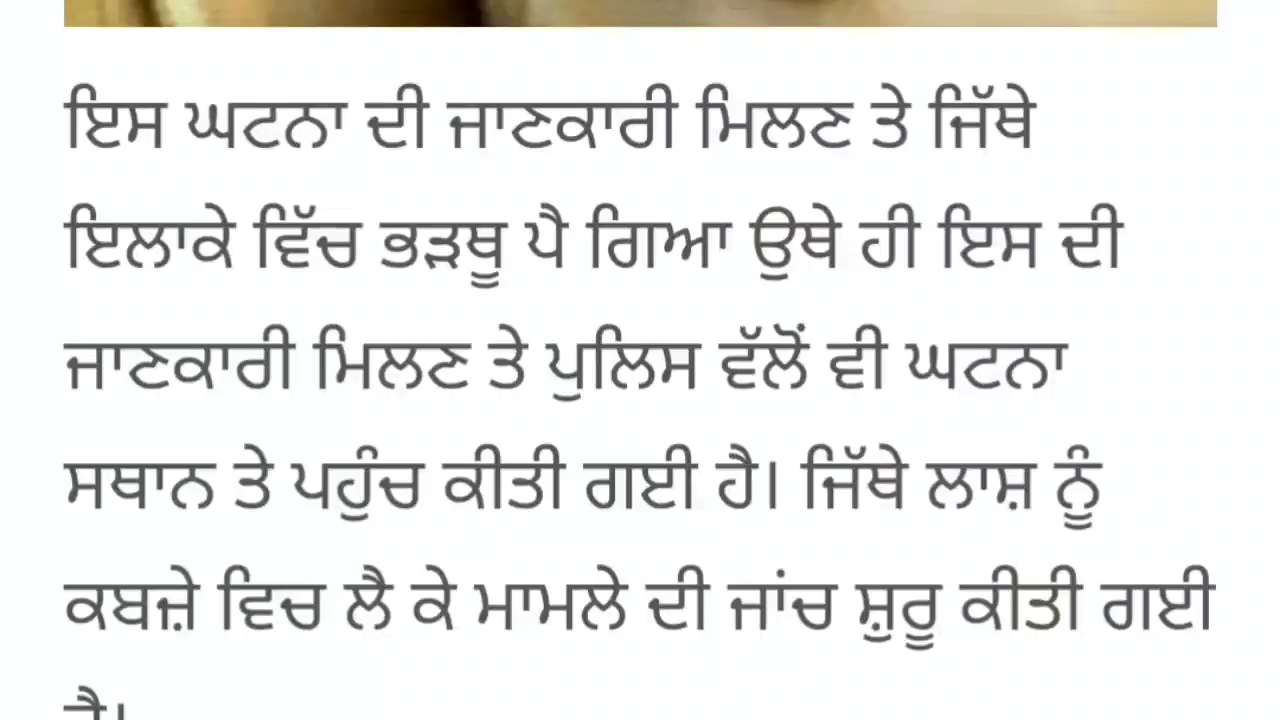 ਇਸ ਘਟਨਾ ਦੀ ਜਾਣਕਾਰੀ ਮਿਲਣ ਤੇ ਜਿੱਥੇ
ਇਲਾਕੇ ਵਿੱਚ ਭੜਥੂ ਪੈ ਗਿਆ ਉਥੇ ਹੀ ਇਸ ਦੀ
ਜਾਣਕਾਰੀ ਮਿਲਣ ਤੇ ਪੁਲਿਸ ਵੱਲੋਂ ਵੀ ਘਟਨਾ
ਸਥਾਨ ਤੇ ਪਹੁੰਚ ਕੀਤੀ ਗਈ ਹੈ। ਜਿੱਥੇ ਲਾਸ਼ ਨੂੰ
ਕਬਜ਼ੇ ਵਿਚ ਲੈ ਕੇ ਮਾਮਲੇ ਦੀ ਜਾਂਚ ਸ਼ੁਰੂ ਕੀਤੀ ਗਈ
ਹੈ।